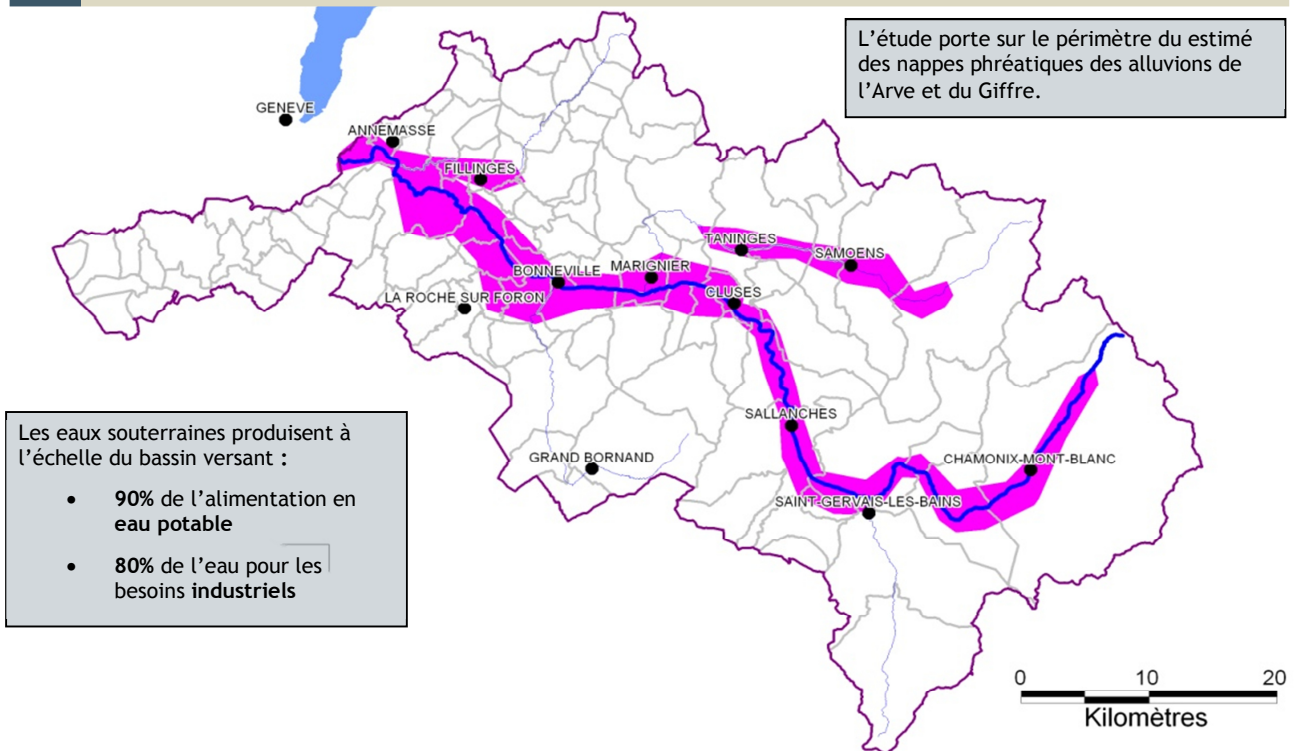 L'étude porte sur le périmètre du estimé
des nappes phréatiques des alluvions de
l'Arve et du Giffre.
GENEVE
ANNEMASSE
FILLINGES
TANINGES
SAMOENS
BONNEVILLE
MARIGNIER
CLUSES
LA ROCHE SUR FORON
SALLANCHES
GRAND BORNAND
CHAMONIX-MONT-BLANC
SAINT-GERVAIS-LES-BAINS
Les eaux souterraines produisent à
l'échelle du bassin versant :
• 90% de l'alimentation en
eau potable
• 80% de l'eau pour les
besoins industriels
0 10 20
Kilomètres